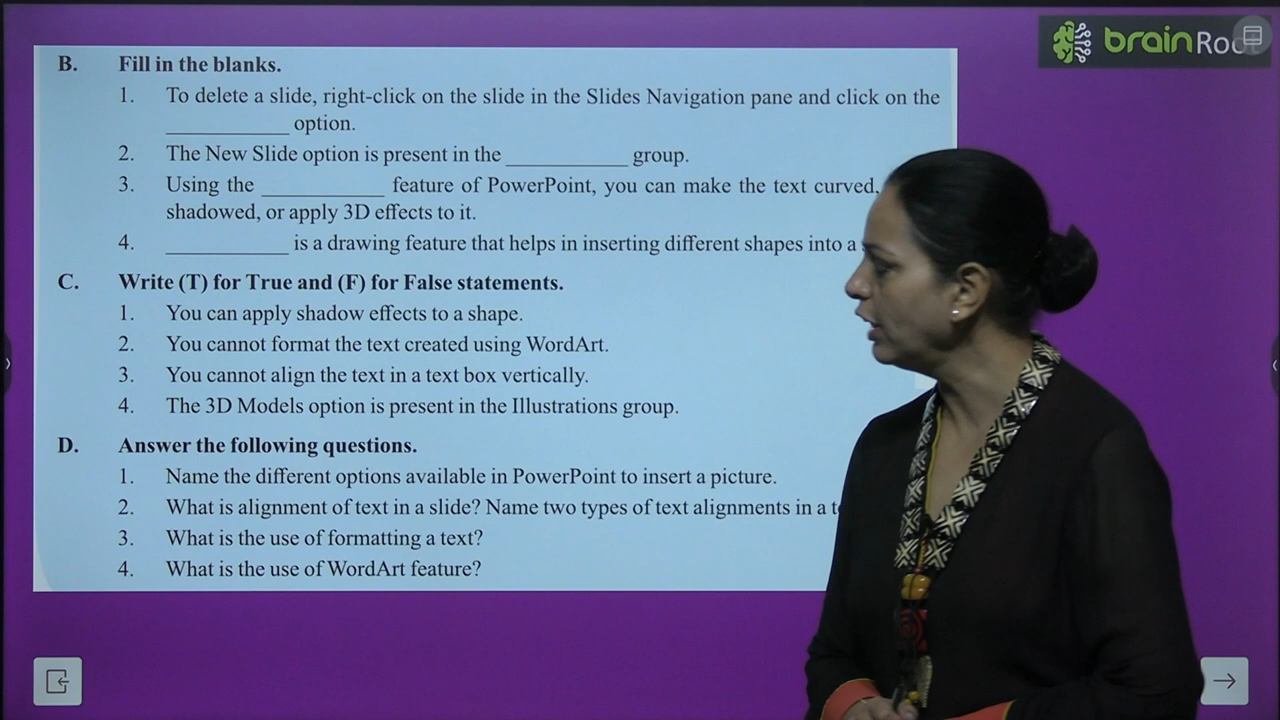 brainRoo
B. Fill in the blanks.
1. To delete a slide, right-click on the slide in the Slides Navigation pane and click on the
____________ option.
2. The New Slide option is present in the ____________ group.
3. Using the ____________ feature of PowerPoint, you can make the text curved,
shadowed, or apply 3D effects to it.
4. ____________ is a drawing feature that helps in inserting different shapes into a
C. Write (T) for True and (F) for False statements.
1. You can apply shadow effects to a shape.
2. You cannot format the text created using WordArt.
3. You cannot align the text in a text box vertically.
4. The 3D Models option is present in the Illustrations group.
D. Answer the following questions.
1. Name the different options available in PowerPoint to insert a picture.
2. What is alignment of text in a slide? Name two types of text alignments in a
3. What is the use of formatting a text?
4. What is the use of WordArt feature?